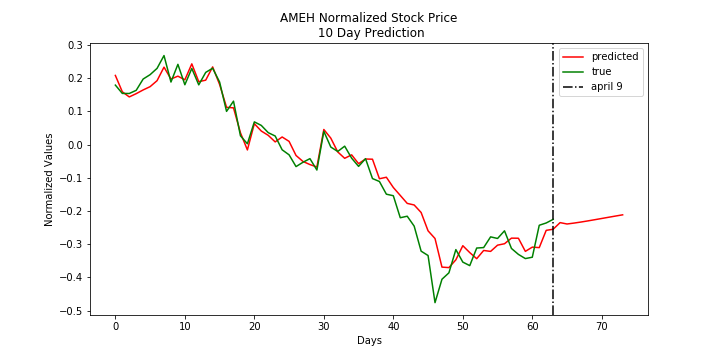 AMEH Normalized Stock Price
10 Day Prediction
Normalized Values
0.3
0.2
0.1
0.0
−0.1
−0.2
−0.3
−0.4
−0.5
predicted
true
april 9
0 10 20 30 40 50 60 70
Days